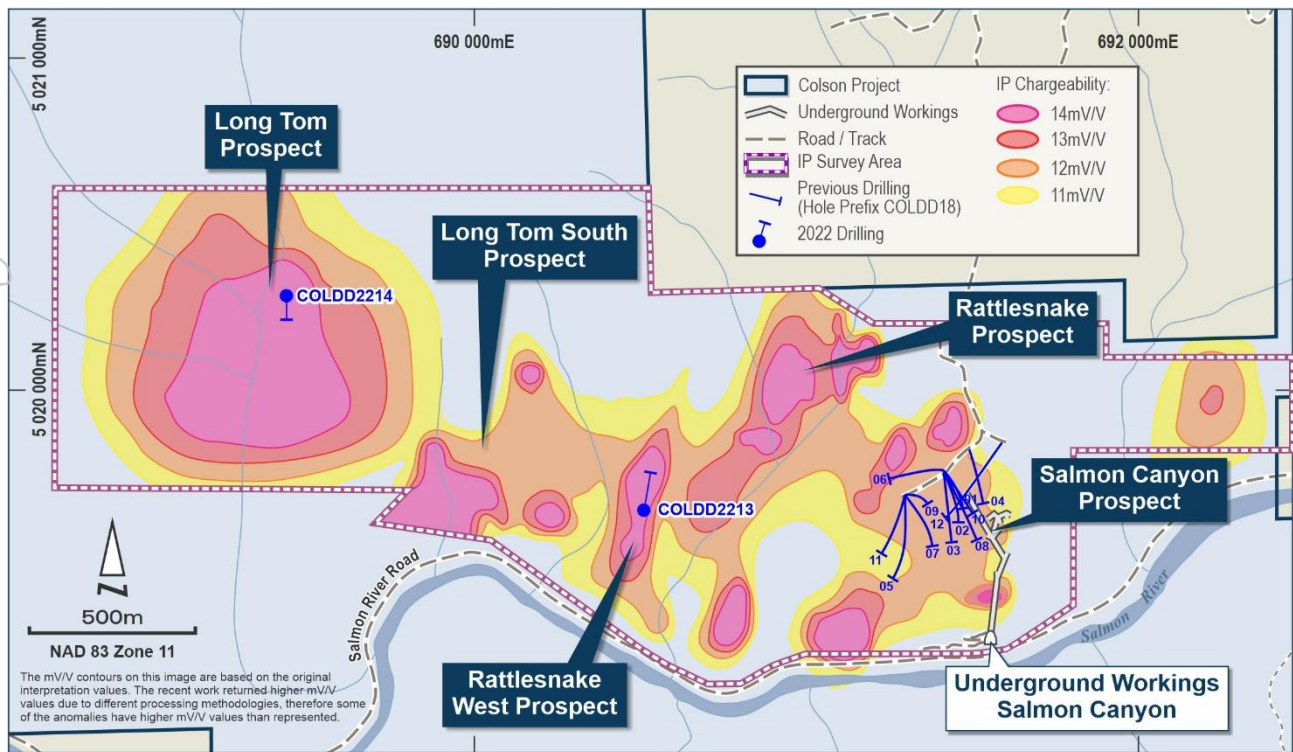 690 000mE
692 000mE
5 021 000mN
5 020 000mN
Colson Project
Underground Workings
Road / Track
IP Survey Area
Previous Drilling
(Hole Prefix COLDD18)
2022 Drilling
IP Chargeability:
14mV/V
13mV/V
12mV/V
11mV/V
Long Tom
Prospect
Long Tom South
Prospect
COLDD2214
Rattlesnake
Prospect
COLDD2213
Salmon Canyon
Prospect
06
09
12
01
02
10
04
11
05
07
03
08
Rattlesnake
West Prospect
Underground Workings
Salmon Canyon
Salmon River Road
Salmon River
N
500m
NAD 83 Zone 11
The mV/V contours on this image are based on the original
interpretation values. The recent work returned higher mV/V
values due to different processing methodologies, therefore some
of the anomalies have higher mV/V values than represented.